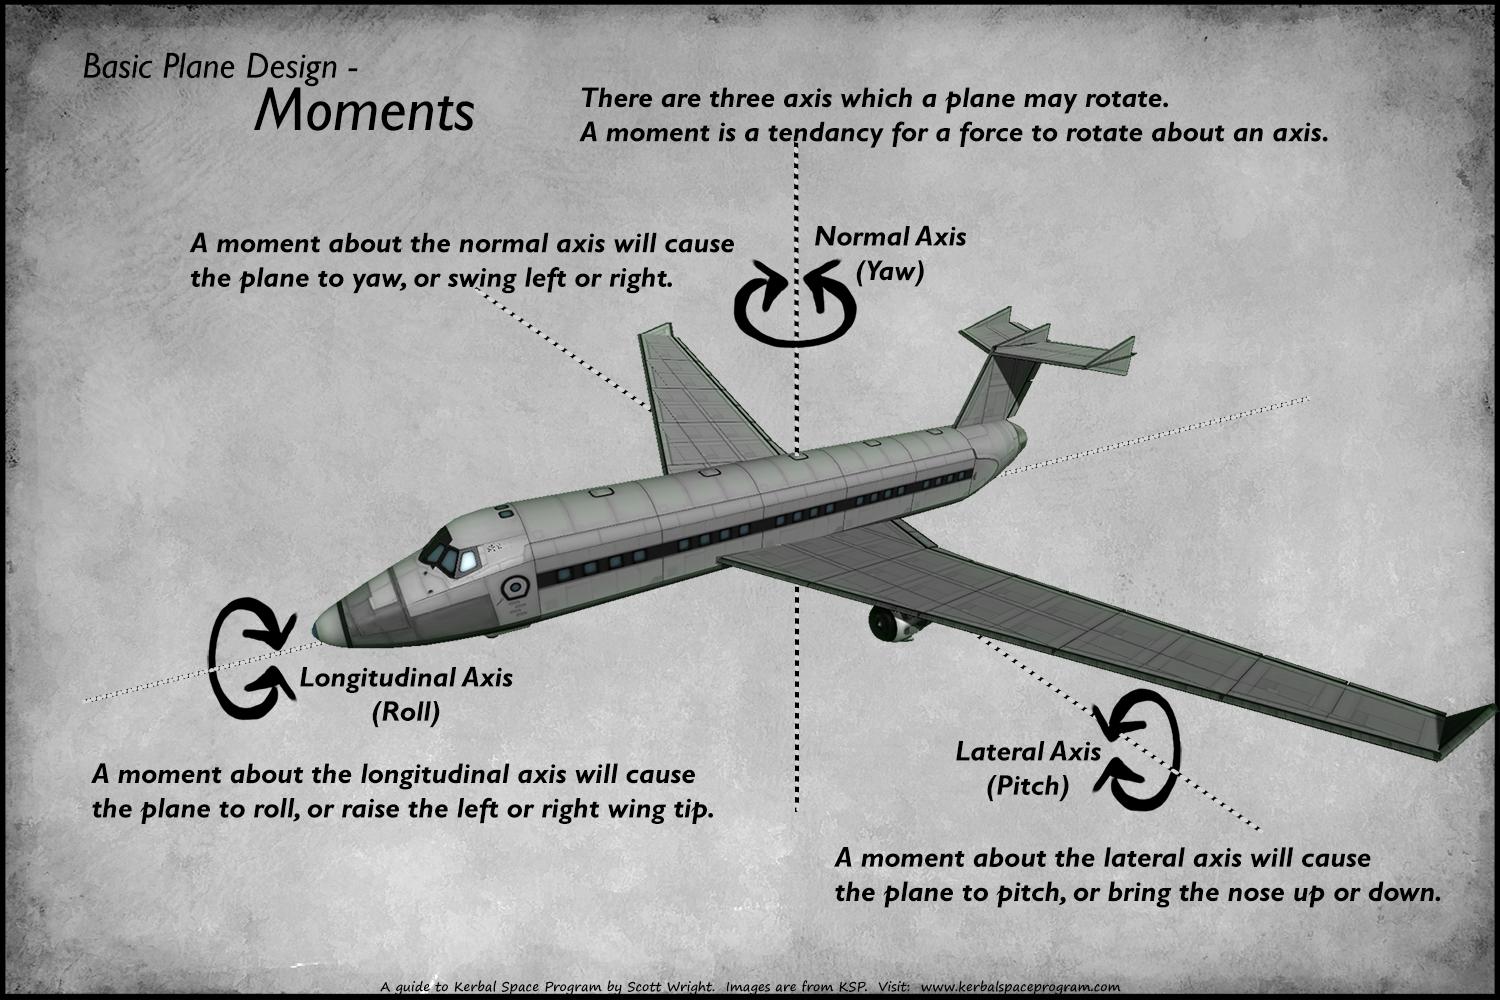 Basic Plane Design -
Moments
There are three axis which a plane may rotate.
A moment is a tendancy for a force to rotate about an axis.
A moment about the normal axis will cause
the plane to yaw, or swing left or right.
Normal Axis
(Yaw)
Longitudinal Axis
(Roll)
A moment about the longitudinal axis will cause
the plane to roll, or raise the left or right wing tip.
Lateral Axis
(Pitch)
A moment about the lateral axis will cause
the plane to pitch, or bring the nose up or down.
A guide to Kerbal Space Program by Scott Wright. Images are from KSP. Visit: www.kerbalspaceprogram.com